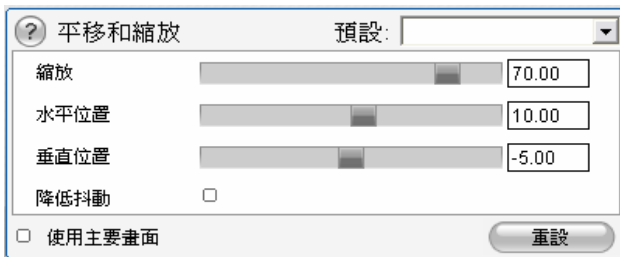 ? 平移和縮放 預設:
縮放 70.00
水平位置 10.00
垂直位置 -5.00
降低抖動
使用主要畫面 重設